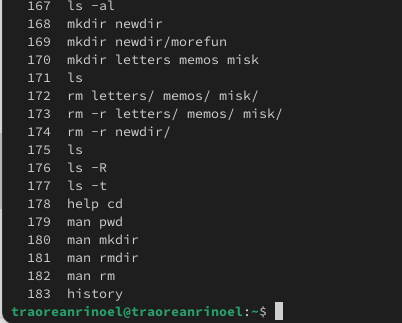 167 ls -al
168 mkdir newdir
169 mkdir newdir/morefun
170 mkdir letters memos misk
171 ls
172 rm letters/ memos/ misk/
173 rm -r letters/ memos/ misk/
174 rm -r newdir/
175 ls
176 ls -R
177 ls -t
178 help cd
179 man pwd
180 man mkdir
181 man rmdir
182 man rm
183 history
traoreanrinoel@traoreanrinoel:~$